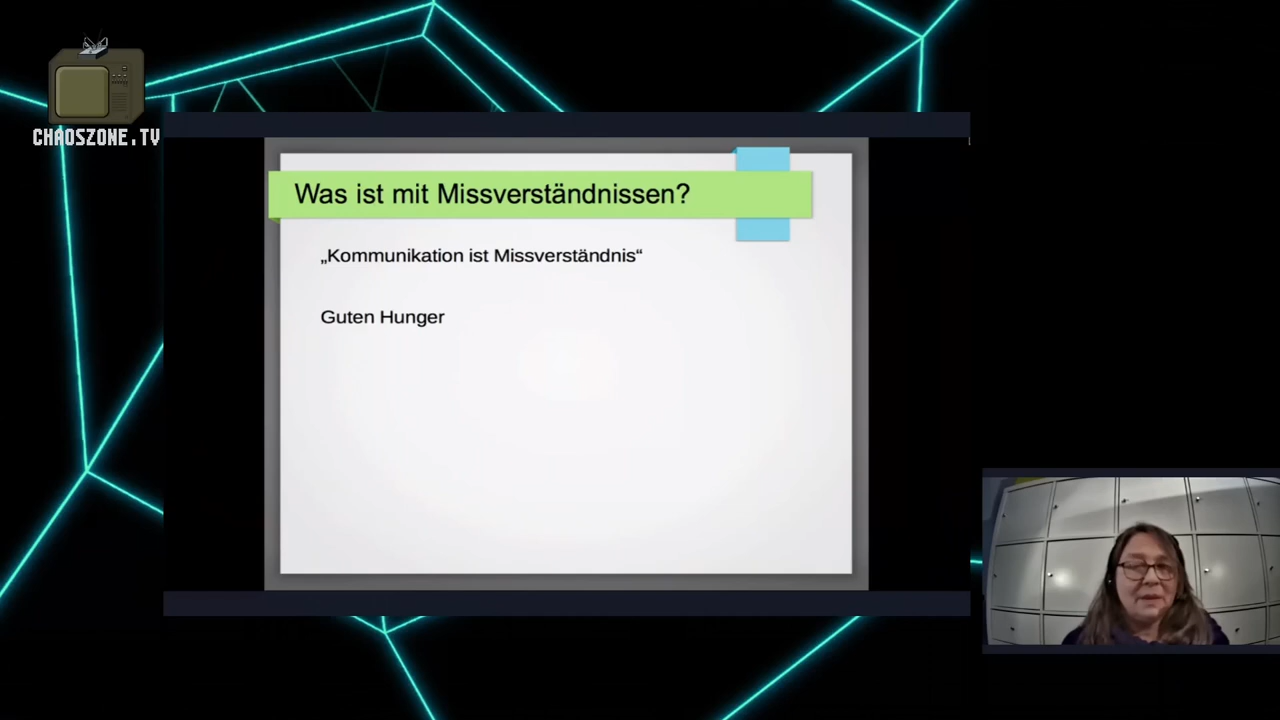 CHAOSZONE.TV
Was ist mit Missverständnissen?
„Kommunikation ist Missverständnis“
Guten Hunger